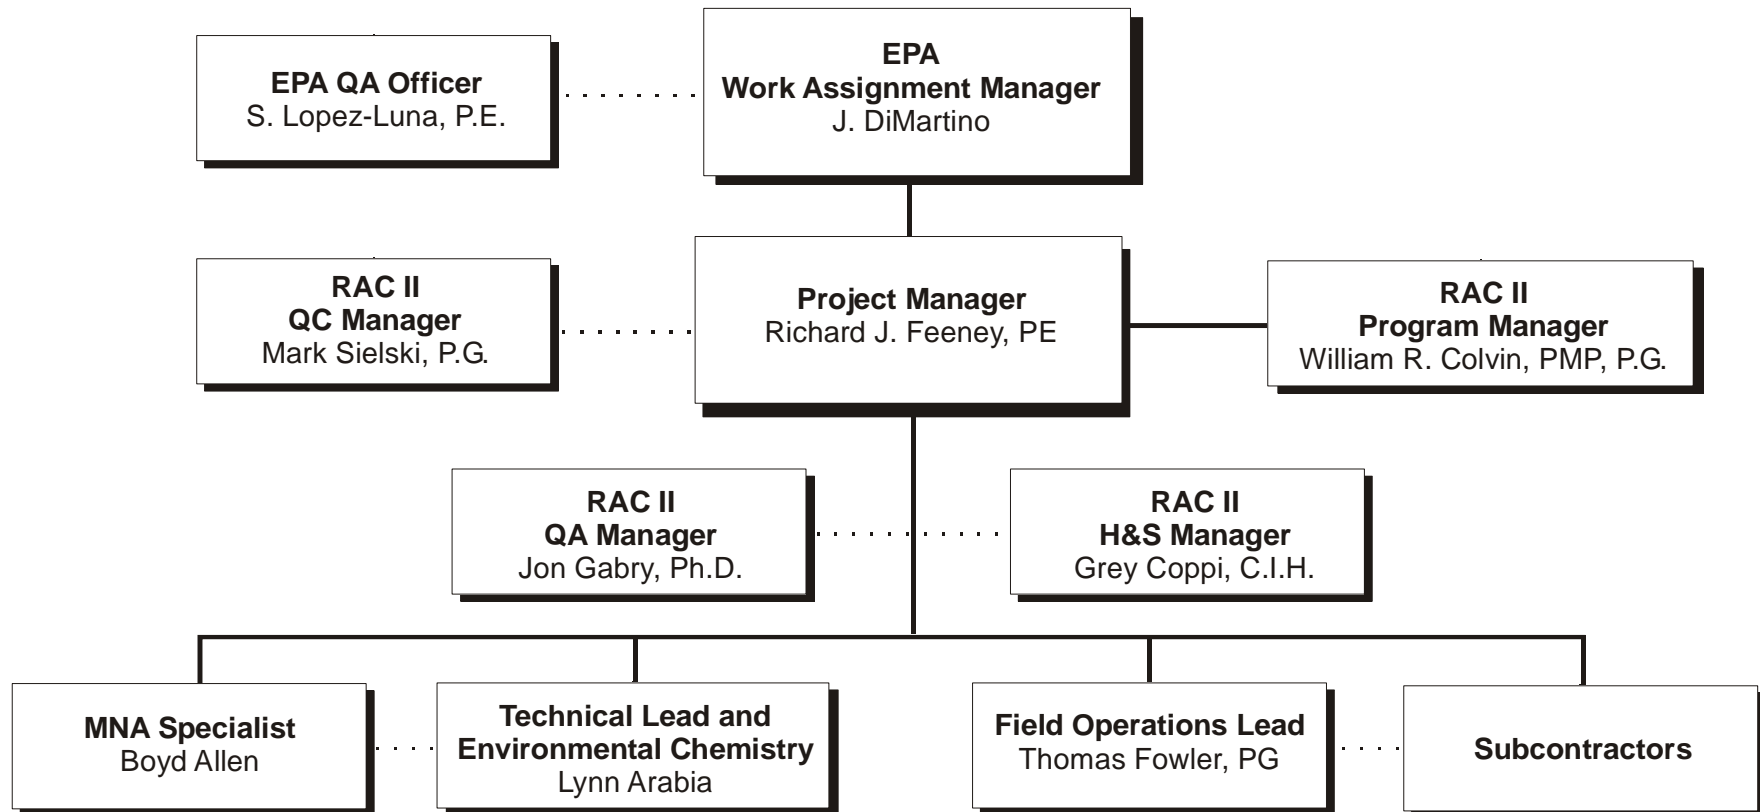 EPA QA Officer
S. Lopez-Luna, P.E.
EPA
Work Assignment Manager
J. DiMartino
RAC II
QC Manager
Mark Sielski, P.G.
Project Manager
Richard J. Feeney, PE
RAC II
Program Manager
William R. Colvin, PMP, P.G.
RAC II
QA Manager
Jon Gabry, Ph.D.
RAC II
H&S Manager
Grey Coppi, C.I.H.
MNA Specialist
Boyd Allen
Technical Lead and
Environmental Chemistry
Lynn Arabia
Field Operations Lead
Thomas Fowler, PG
Subcontractors